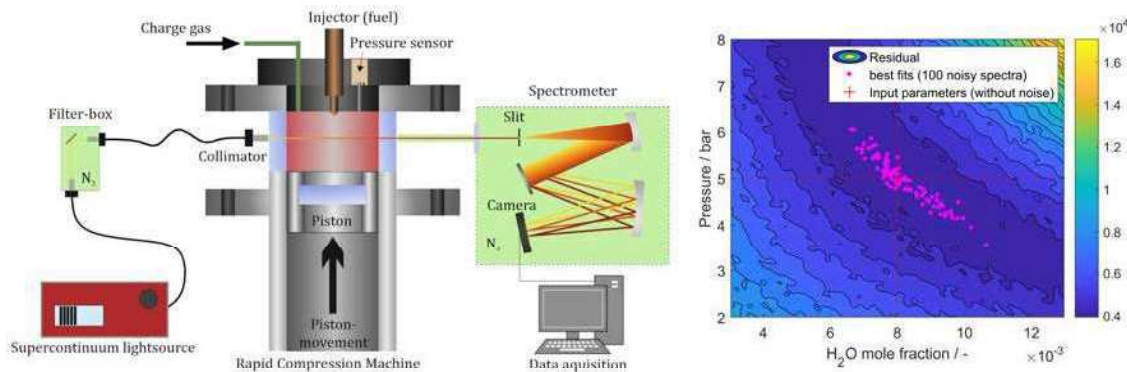 Charge gas
Injector (fuel)
Pressure sensor
Filter-box
N₂
Collimator
Supercontinuum lightsource
Piston
Piston-
movement
Rapid Compression Machine
Spectrometer
Slit
Camera
N₂
Data aquisition
Residual
best fits (100 noisy spectra)
Input parameters (without noise)
Pressure / bar
8
7
6
5
4
3
2
4
6
8
10
12
H₂O mole fraction / -
×10⁻³
×10⁴
1.6
1.4
1.2
1
0.8
0.6
0.4